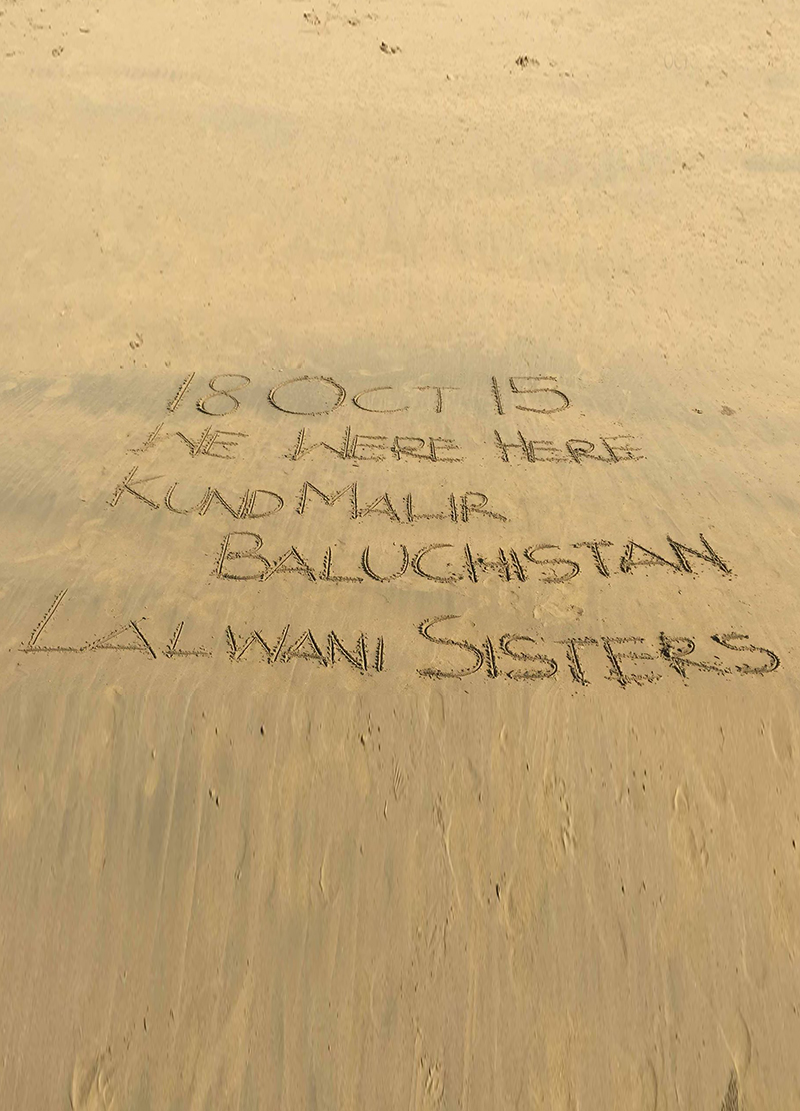 18 OCT 15
WE WERE HERE
KUND MALIR
BALUCHISTAN
LALWANI SISTERS